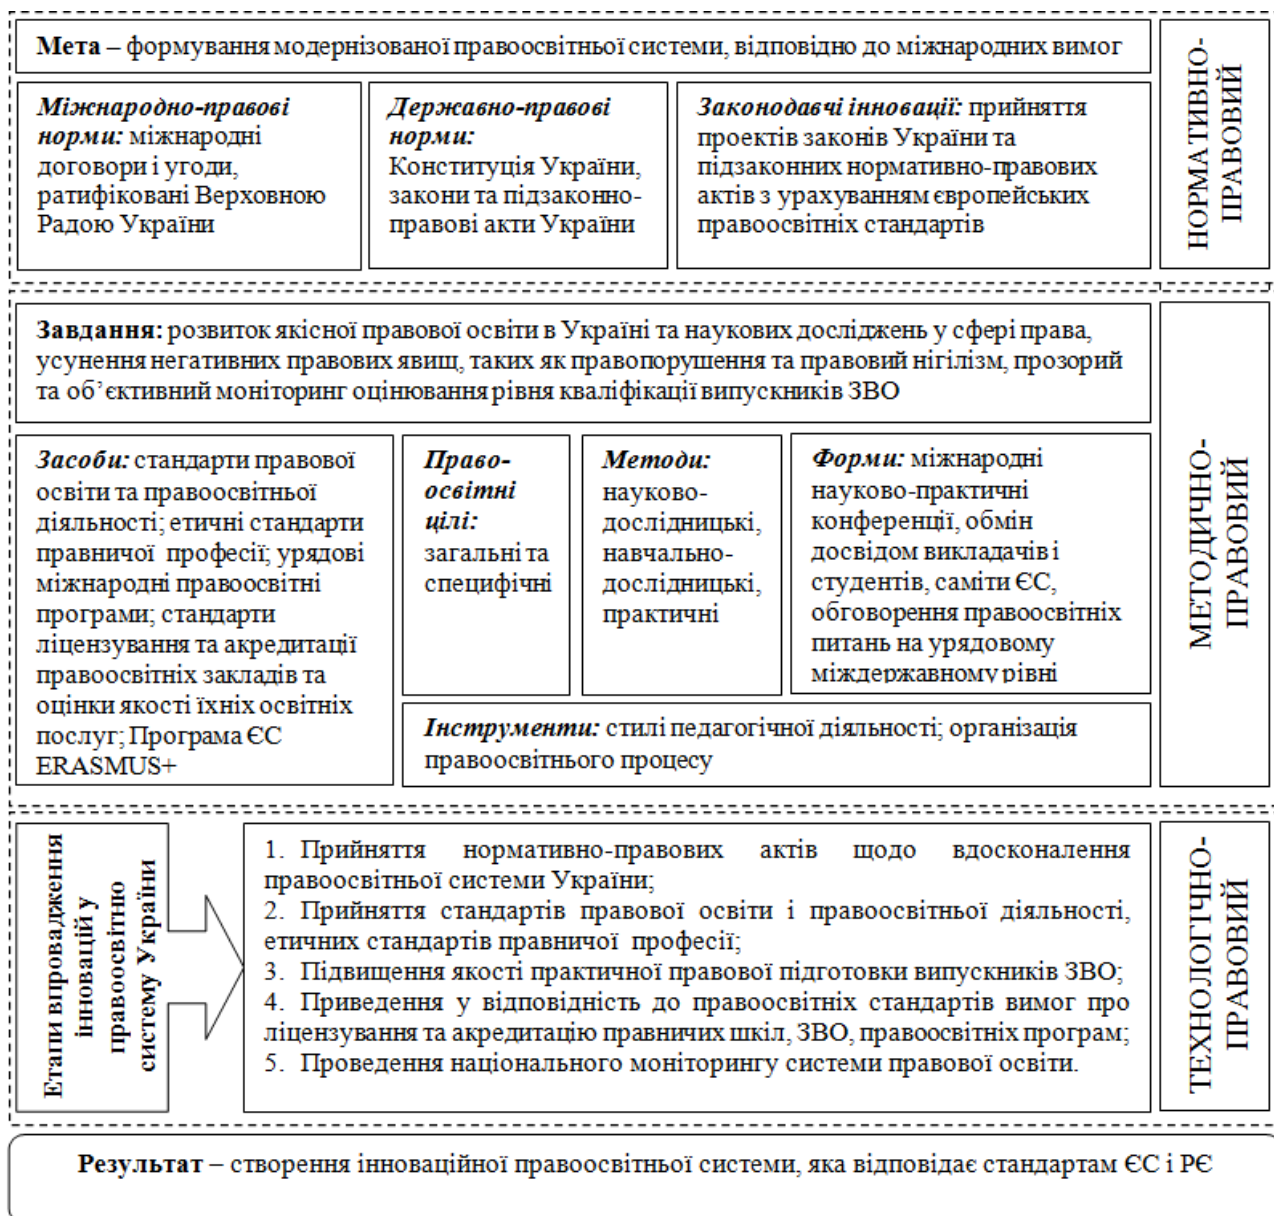 Мета – формування модернізованої правоосвітньої системи, відповідно до міжнародних вимог
Міжнародно-правові
норми: міжнародні
договори і угоди,
ратифіковані Верховною
Радою України
Державно-правові
норми:
Конституція України,
закони та підзаконно-
правові акти України
Законодавчі інновації: прийняття
проектів законів України та
підзаконних нормативно-правових
актів з урахуванням європейських
правоосвітніх стандартів
НОРМАТИВНО-
ПРАВОВИЙ
Завдання: розвиток якісної правової освіти в Україні та наукових досліджень у сфері права,
усунення негативних правових явищ, таких як правопорушення та правовий нігілізм, прозорий
та об’єктивний моніторинг оцінювання рівня кваліфікації випускників ЗВО
Засоби: стандарти правової
освіти та правоосвітньої
діяльності; етичні стандарти
правничої професії; урядові
міжнародні правоосвітні
програми; стандарти
ліцензування та акредитації
правоосвітніх закладів та
оцінки якості їхніх освітніх
послуг; Програма ЄС
ERASMUS+
Право-
освітні
цілі:
загальні та
специфічні
Методи:
науково-
дослідницькі,
навчально-
дослідницькі,
практичні
Форми: міжнародні
науково-практичні
конференції, обмін
досвідом викладачів і
студентів, саміти ЄС,
обговорення правоосвітніх
питань на урядовому
міждержавному рівні
Інструменти: стилі педагогічної діяльності; організація
правоосвітнього процесу
МЕТОДИЧНО-
ПРАВОВИЙ
Етапи впровадження
інновацій у
правоосвітню
систему України
1. Прийняття нормативно-правових актів щодо вдосконалення
правоосвітньої системи України;
2. Прийняття стандартів правової освіти і правоосвітньої діяльності,
етичних стандартів правничої професії;
3. Підвищення якості практичної правової підготовки випускників ЗВО;
4. Приведення у відповідність до правоосвітніх стандартів вимог про
ліцензування та акредитацію правничих шкіл, ЗВО, правоосвітніх програм;
5. Проведення національного моніторингу системи правової освіти.
ТЕХНОЛОГІЧНО-
ПРАВОВИЙ
Результат – створення інноваційної правоосвітньої системи, яка відповідає стандартам ЄС і РЄ